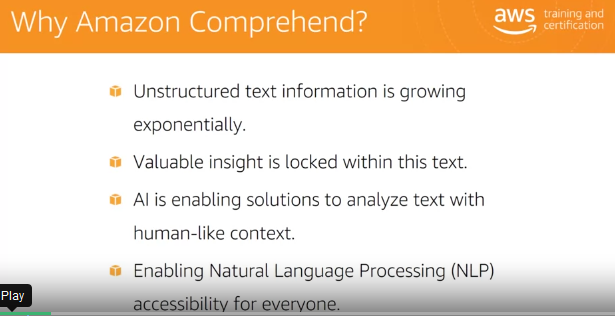 Why Amazon Comprehend?
aws training and
certification
Unstructured text information is growing
exponentially.
Valuable insight is locked within this text.
AI is enabling solutions to analyze text with
human-like context.
Enabling Natural Language Processing (NLP)
accessibility for everyone.
Play